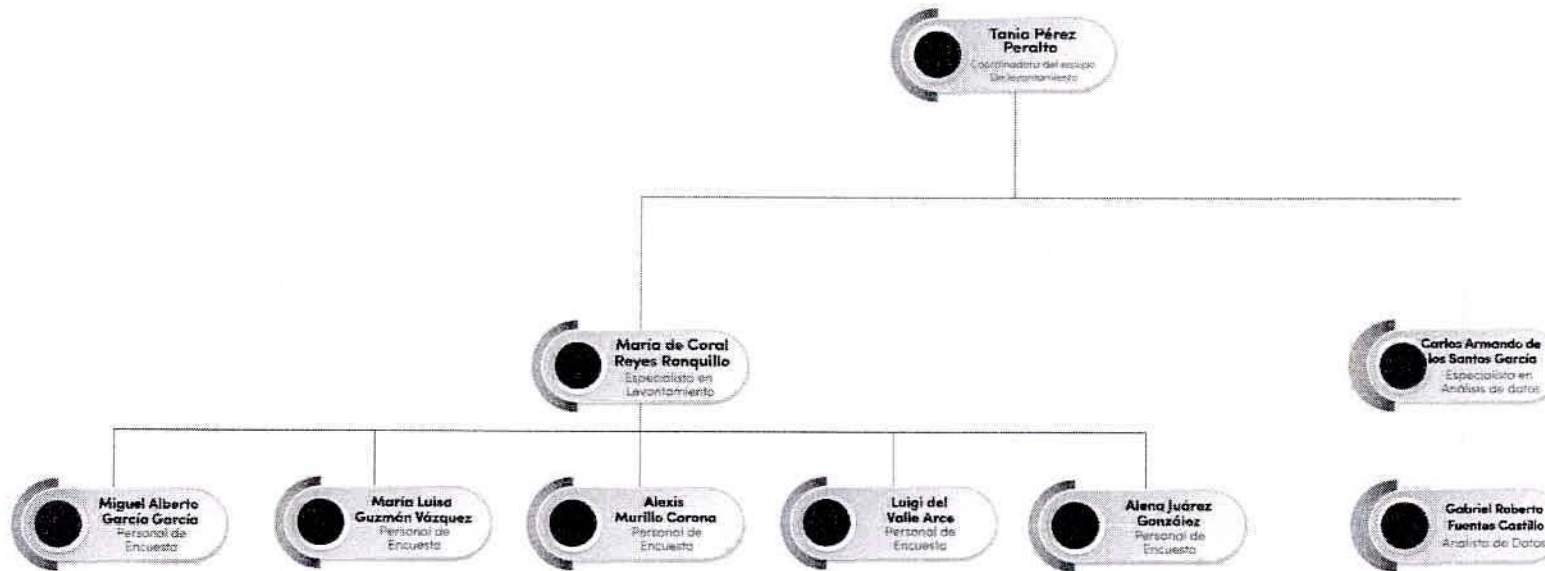 Tania Pérez
Peralta
Coordinadora del equipo
De levantamiento
María de Coral
Reyes Ronquillo
Especialista en
Levantamiento
Carlos Armando de
los Santos García
Especialista en
Análisis de datos
Miguel Alberto
García García
Personal de
Encuesta
María Luisa
Guzmán Vázquez
Personal de
Encuesta
Alexis
Murillo Corona
Personal de
Encuesta
Luigi del
Valle Arce
Personal de
Encuesta
Alena Juárez
González
Personal de
Encuesta
Gabriel Roberto
Fuentes Castillo
Analista de Datos